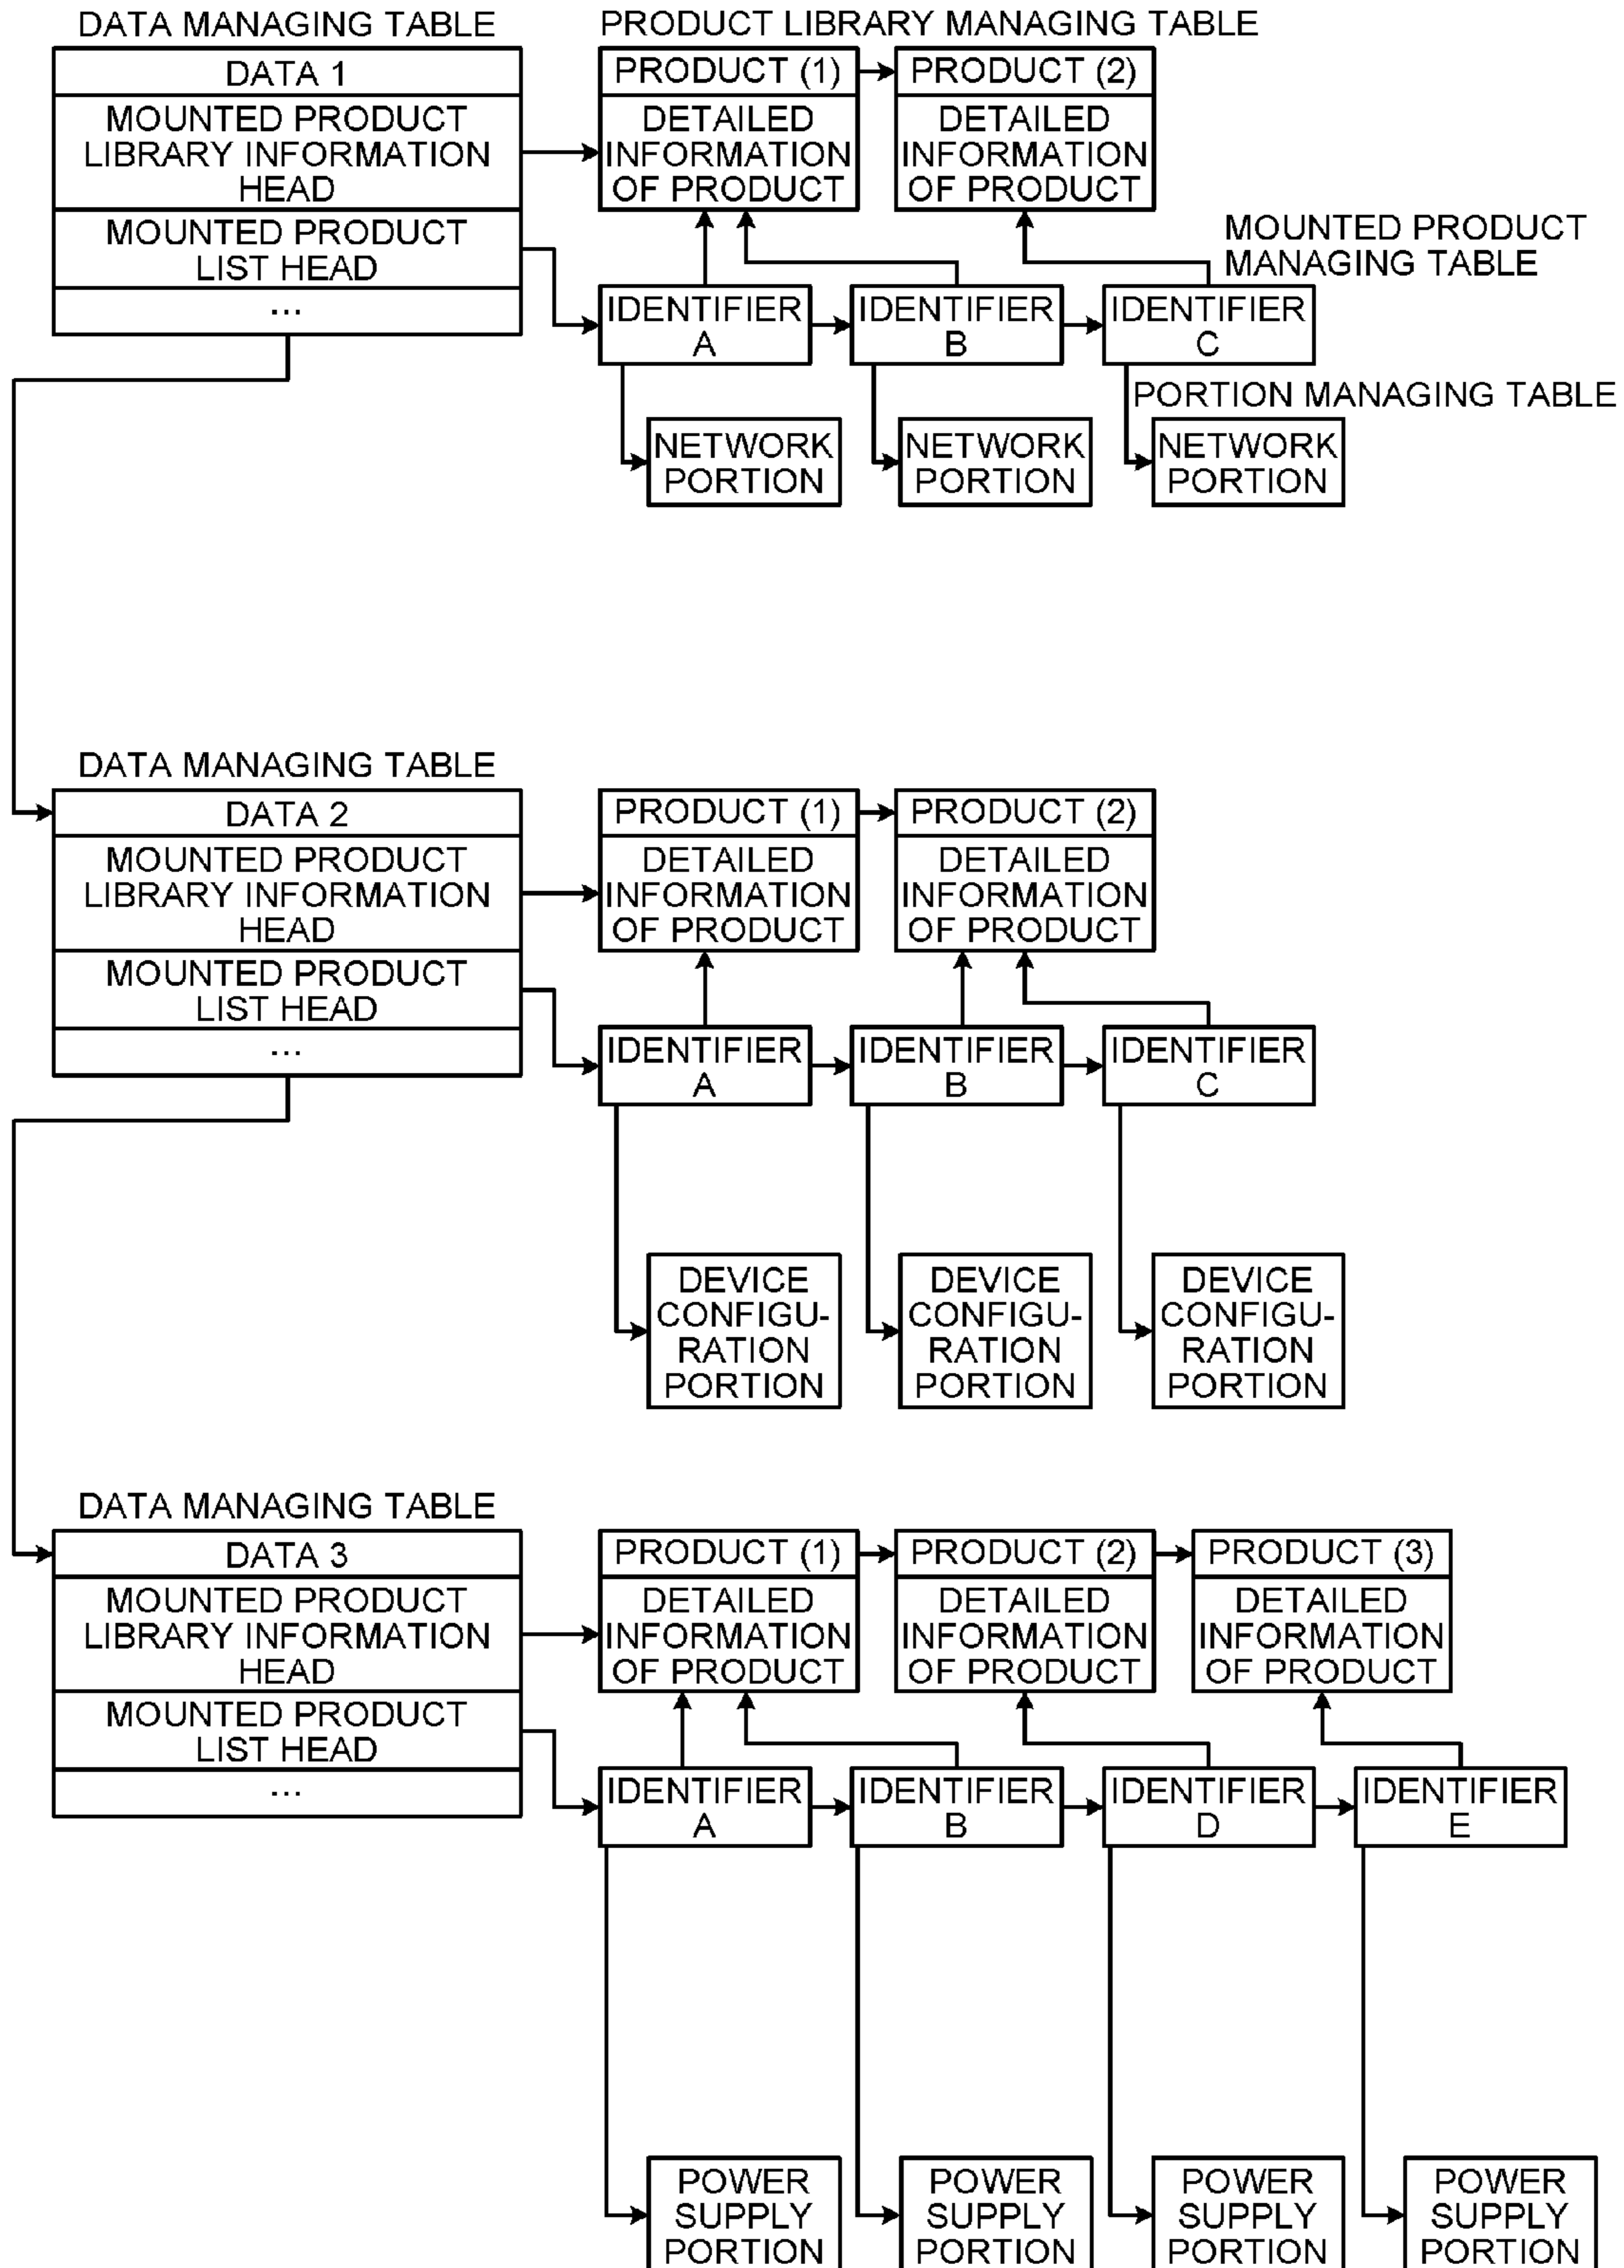 DATA MANAGING TABLE
DATA 1
MOUNTED PRODUCT
LIBRARY INFORMATION
HEAD
MOUNTED PRODUCT
LIST HEAD
...
PRODUCT LIBRARY MANAGING TABLE
PRODUCT (1)
DETAILED
INFORMATION
OF PRODUCT
PRODUCT (2)
DETAILED
INFORMATION
OF PRODUCT
MOUNTED PRODUCT
MANAGING TABLE
IDENTIFIER
A
IDENTIFIER
B
IDENTIFIER
C
PORTION MANAGING TABLE
NETWORK
PORTION
NETWORK
PORTION
NETWORK
PORTION
DATA MANAGING TABLE
DATA 2
MOUNTED PRODUCT
LIBRARY INFORMATION
HEAD
MOUNTED PRODUCT
LIST HEAD
...
PRODUCT (1)
DETAILED
INFORMATION
OF PRODUCT
PRODUCT (2)
DETAILED
INFORMATION
OF PRODUCT
IDENTIFIER
A
IDENTIFIER
B
IDENTIFIER
C
DEVICE
CONFIGU-
RATION
PORTION
DEVICE
CONFIGU-
RATION
PORTION
DEVICE
CONFIGU-
RATION
PORTION
DATA MANAGING TABLE
DATA 3
MOUNTED PRODUCT
LIBRARY INFORMATION
HEAD
MOUNTED PRODUCT
LIST HEAD
...
PRODUCT (1)
DETAILED
INFORMATION
OF PRODUCT
PRODUCT (2)
DETAILED
INFORMATION
OF PRODUCT
PRODUCT (3)
DETAILED
INFORMATION
OF PRODUCT
IDENTIFIER
A
IDENTIFIER
B
IDENTIFIER
D
IDENTIFIER
E
POWER
SUPPLY
PORTION
POWER
SUPPLY
PORTION
POWER
SUPPLY
PORTION
POWER
SUPPLY
PORTION